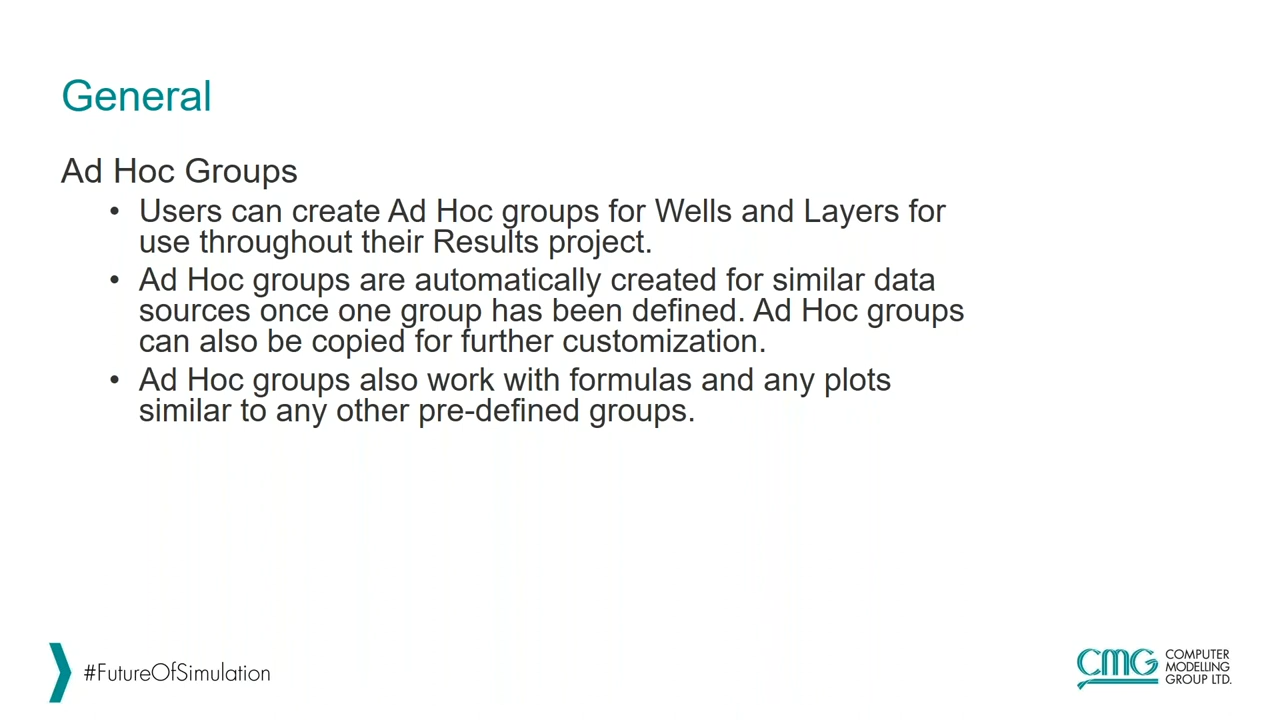 General
Ad Hoc Groups
• Users can create Ad Hoc groups for Wells and Layers for
use throughout their Results project.
• Ad Hoc groups are automatically created for similar data
sources once one group has been defined. Ad Hoc groups
can also be copied for further customization.
• Ad Hoc groups also work with formulas and any plots
similar to any other pre-defined groups.
#FutureOfSimulation
CMG
COMPUTER
MODELLING
GROUP LTD.